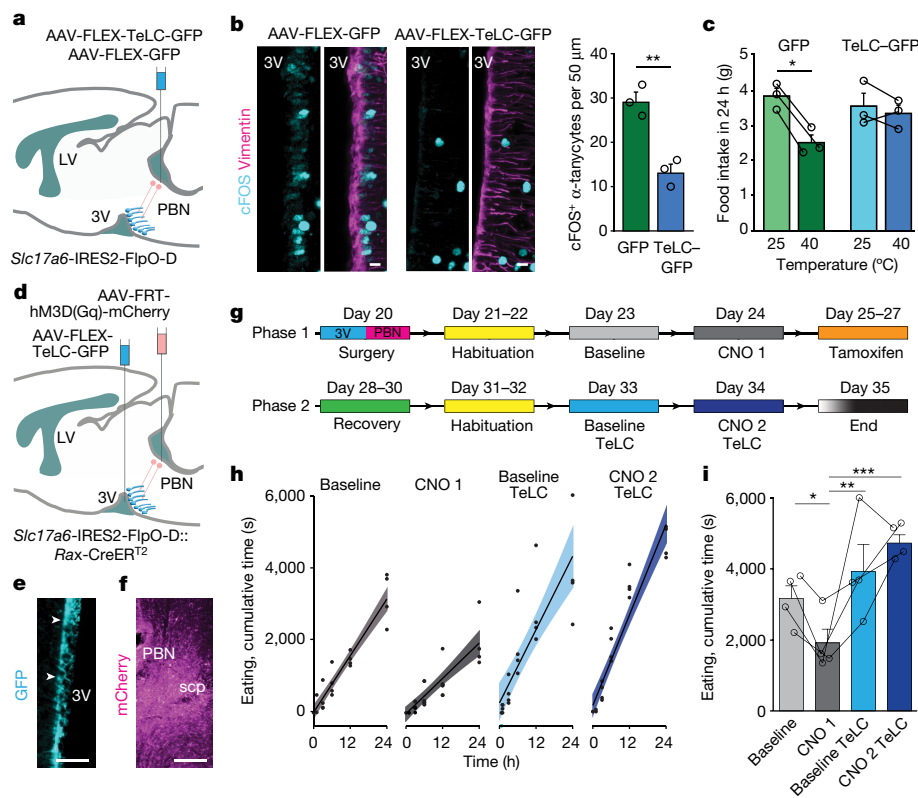 a
AAV-FLEX-TeLC-GFP
AAV-FLEX-GFP
LV
3V
PBN
Slc17a6-IRES2-FlpO-D
b
AAV-FLEX-GFP
AAV-FLEX-TeLC-GFP
3V
3V
3V
3V
cFOS Vimentin
cFOS⁺ α-tanycytes per 50 µm
40
30
20
10
0
**
GFP
TeLC–
GFP
c
GFP
TeLC–GFP
*
Food intake in 24 h (g)
5
4
3
2
1
0
25
40
25
40
Temperature (ºC)
d
AAV-FRT-
hM3D(Gq)-mCherry
AAV-FLEX-
TeLC-GFP
LV
3V
PBN
Slc17a6-IRES2-FlpO-D::
Rax-CreERᵀ²
e
GFP
3V
f
mCherry
PBN
scp
g
Day 20
Day 21–22
Day 23
Day 24
Day 25–27
Phase 1
3V
PBN
Surgery
Habituation
Baseline
CNO 1
Tamoxifen
Day 28–30
Day 31–32
Day 33
Day 34
Day 35
Phase 2
Recovery
Habituation
Baseline
TeLC
CNO 2
TeLC
End
h
Baseline
CNO 1
Baseline
TeLC
CNO 2
TeLC
Eating, cumulative time (s)
6,000
4,000
2,000
0
0
12
24
0
12
24
0
12
24
0
12
24
Time (h)
i
***
**
*
Eating, cumulative time (s)
6,000
4,000
2,000
0
Baseline
CNO 1
Baseline TeLC
CNO 2 TeLC